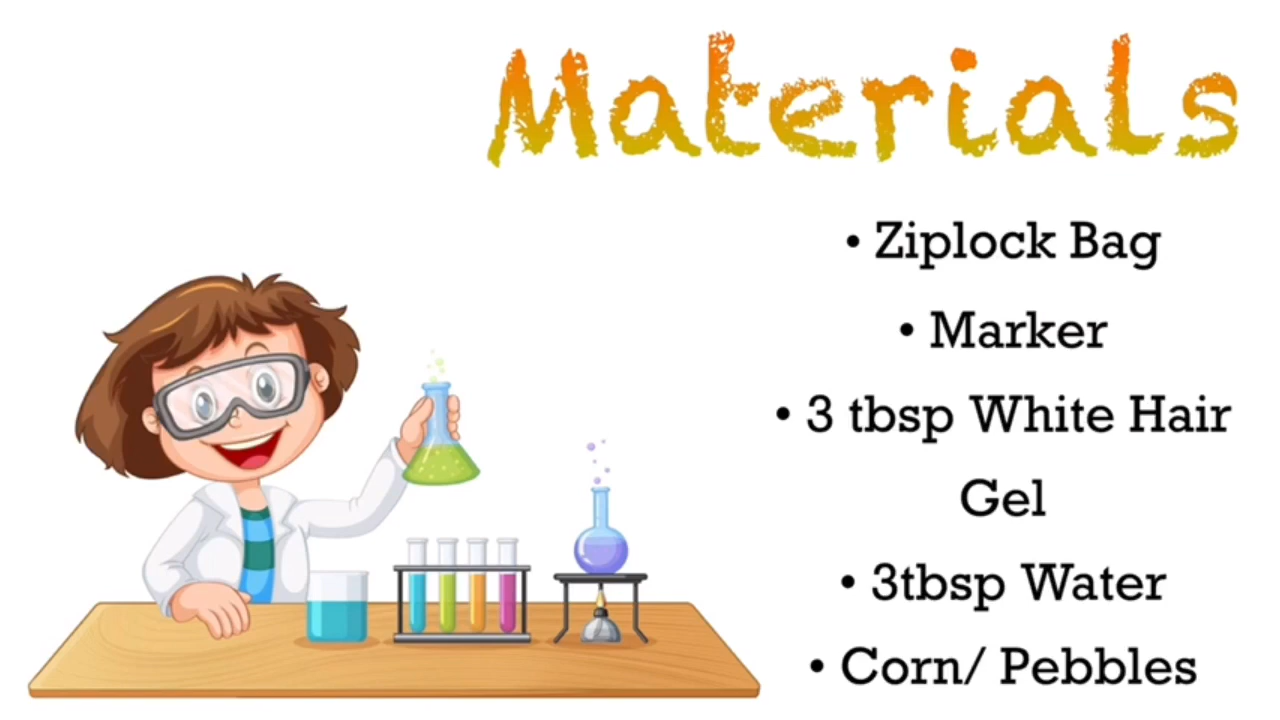 Materials
• Ziplock Bag
• Marker
• 3 tbsp White Hair
Gel
• 3tbsp Water
• Corn/ Pebbles